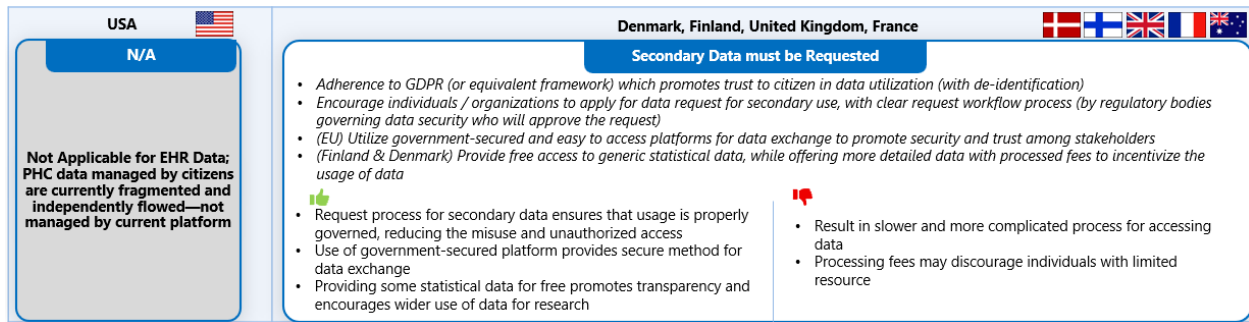 USA
N/A
Not Applicable for EHR Data;
PHC data managed by citizens
are currently fragmented and
independently flowed—not
managed by current platform
Denmark, Finland, United Kingdom, France
Secondary Data must be Requested
• Adherence to GDPR (or equivalent framework) which promotes trust to citizen in data utilization (with de-identification)
• Encourage individuals / organizations to apply for data request for secondary use, with clear request workflow process (by regulatory bodies
governing data security who will approve the request)
• (EU) Utilize government-secured and easy to access platforms for data exchange to promote security and trust among stakeholders
• (Finland & Denmark) Provide free access to generic statistical data, while offering more detailed data with processed fees to incentivize the
usage of data
• Request process for secondary data ensures that usage is properly
governed, reducing the misuse and unauthorized access
• Use of government-secured platform provides secure method for
data exchange
• Providing some statistical data for free promotes transparency and
encourages wider use of data for research
• Result in slower and more complicated process for accessing
data
• Processing fees may discourage individuals with limited
resource